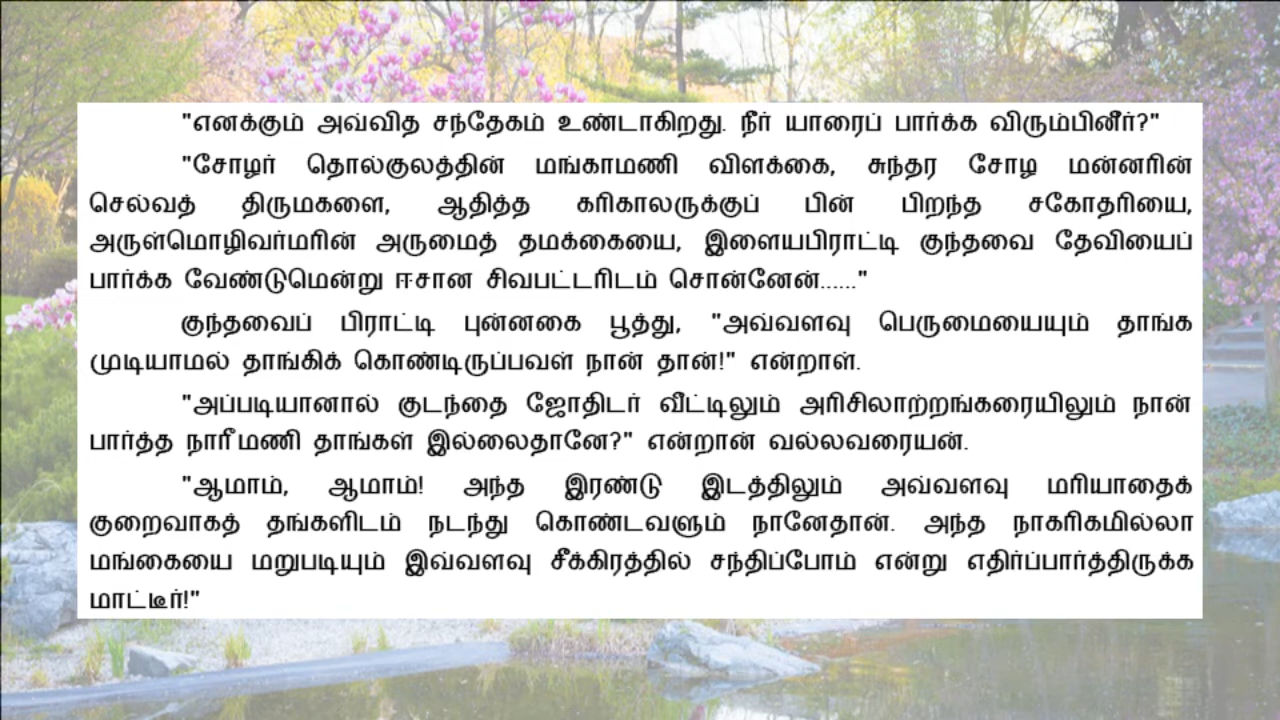 "எனக்கும் அவ்வித சந்தேகம் உண்டாகிறது. நீர் யாரைப் பார்க்க விரும்பினீர்?"
"சோழர் தொல்குலத்தின் மங்காமணி விளக்கை, சுந்தர சோழ மன்னரின்
செல்வத் திருமகளை, ஆதித்த கரிகாலருக்குப் பின் பிறந்த சகோதரியை,
அருள்மொழிவர்மரின் அருமைத் தமக்கையை, இளையபிராட்டி குந்தவை தேவியைப்
பார்க்க வேண்டுமென்று ஈசான சிவபட்டரிடம் சொன்னேன்......"
குந்தவைப் பிராட்டி புன்னகை பூத்து, "அவ்வளவு பெருமையையும் தாங்க
முடியாமல் தாங்கிக் கொண்டிருப்பவள் நான் தான்!" என்றாள்.
"அப்படியானால் குடந்தை ஜோதிடர் வீட்டிலும் அரிசிலாற்றங்கரையிலும் நான்
பார்த்த நாரீமணி தாங்கள் இல்லைதானே?" என்றான் வல்லவரையன்.
"ஆமாம், ஆமாம்! அந்த இரண்டு இடத்திலும் அவ்வளவு மரியாதைக்
குறைவாகத் தங்களிடம் நடந்து கொண்டவளும் நானேதான். அந்த நாகரிகமில்லா
மங்கையை மறுபடியும் இவ்வளவு சீக்கிரத்தில் சந்திப்போம் என்று எதிர்ப்பார்த்திருக்க
மாட்டீர்!"